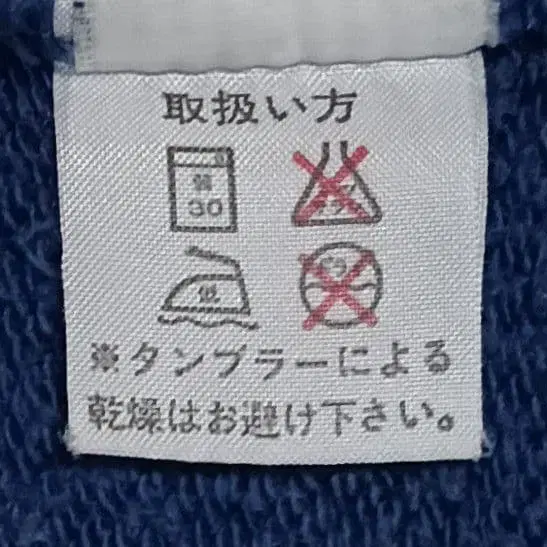 取扱い方
弱
30
低
※タンブラーによる
乾燥はお避け下さい。